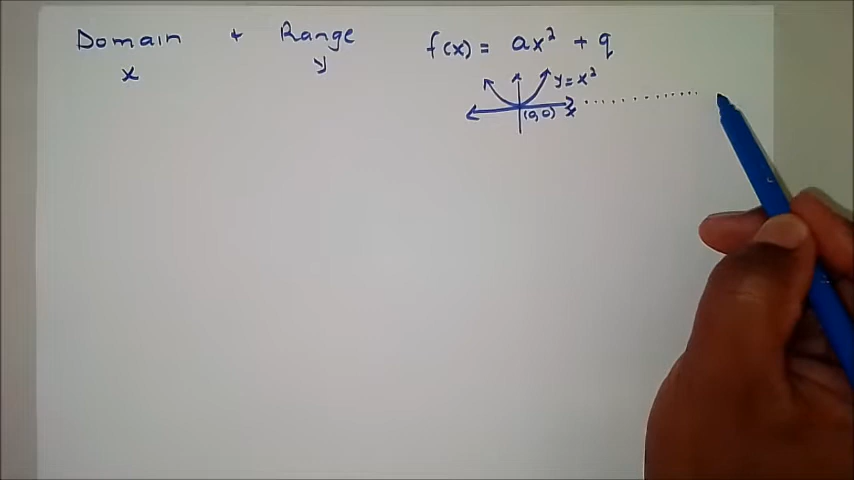 Domain + Range
x y
f(x) = ax² + q
y = x²
(0,0) x